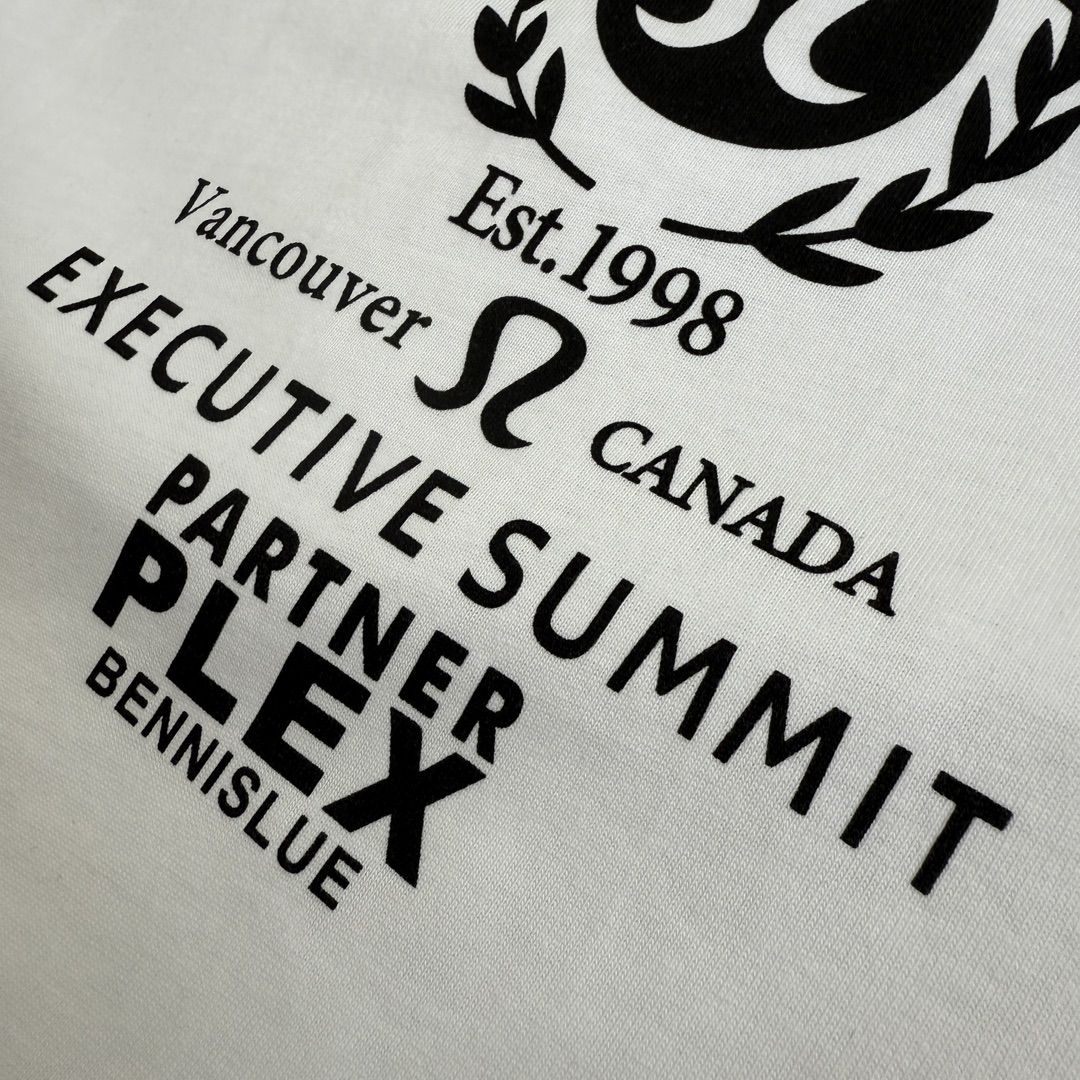 Est.1998
Vancouver CANADA
EXECUTIVE SUMMIT
PARTNER
PLEX
BENNISLUE